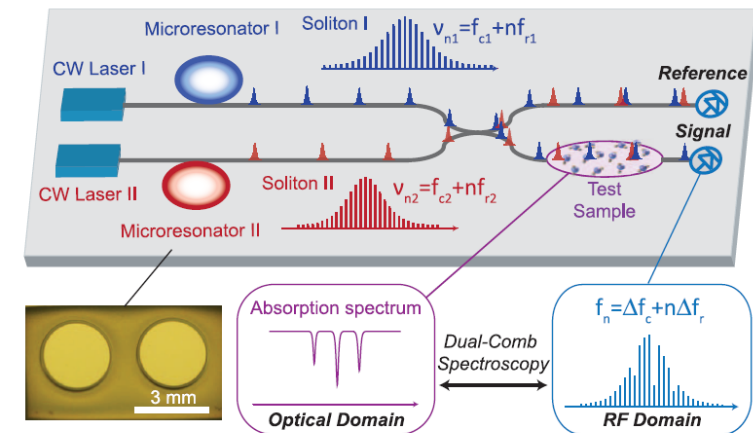 Microresonator I
Soliton I
νn1=fc1+nfr1
CW Laser I
Reference
Signal
CW Laser II
Soliton II
νn2=fc2+nfr2
Test
Sample
Microresonator II
Absorption spectrum
fn=Δfc+nΔfr
Dual-Comb
Spectroscopy
3 mm
Optical Domain
RF Domain